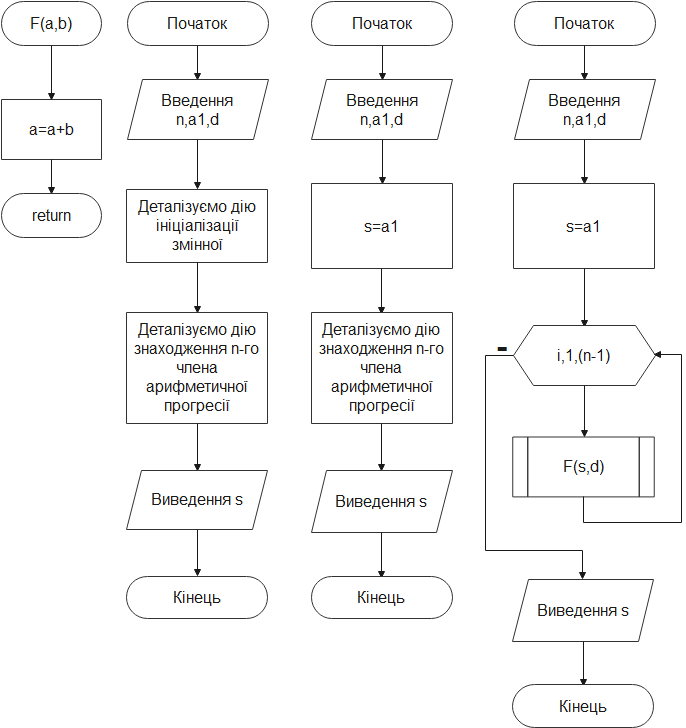 F(a,b)
a=a+b
return
Початок
Введення
n,a1,d
Деталізуємо дію
ініціалізації
змінної
Деталізуємо дію
знаходження n-го
члена
арифметичної
прогресії
Виведення s
Кінець
Початок
Введення
n,a1,d
s=a1
Деталізуємо дію
знаходження n-го
члена
арифметичної
прогресії
Виведення s
Кінець
Початок
Введення
n,a1,d
s=a1
-
i,1,(n-1)
F(s,d)
Виведення s
Кінець